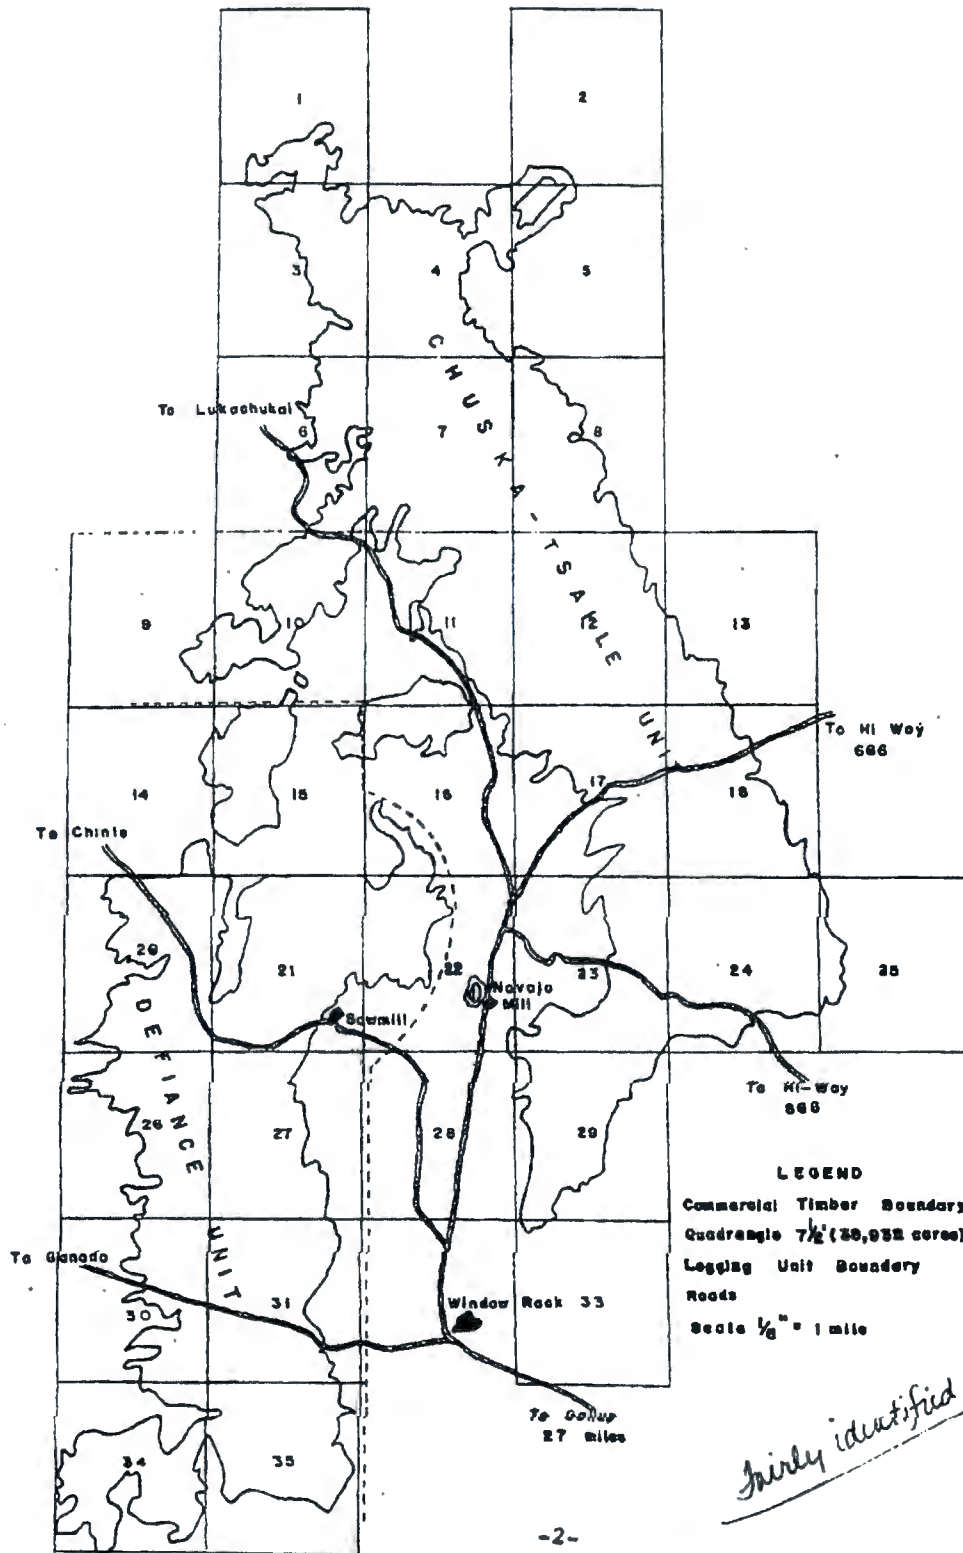 1
2
3
4
5
CHUSKA-TSAILE UNI
To Lukachukai
6
7
8
9
10
11
12
13
To Hi Way
666
14
15
16
17
18
To Chinle
20
21
22
23
24
25
Navajo
Mill
Sawmill
DEFIANCE UNIT
To Hi-Way
666
26
27
28
29
LEGEND
Commercial Timber Boundary
Quadrangle 7½' (38,932 acres)
Logging Unit Boundary
Roads
Scale ⅛" = 1 mile
To Ganado
30
31
Window Rock 33
To Gallup
27 miles
34
35
Fairly identified
-2-